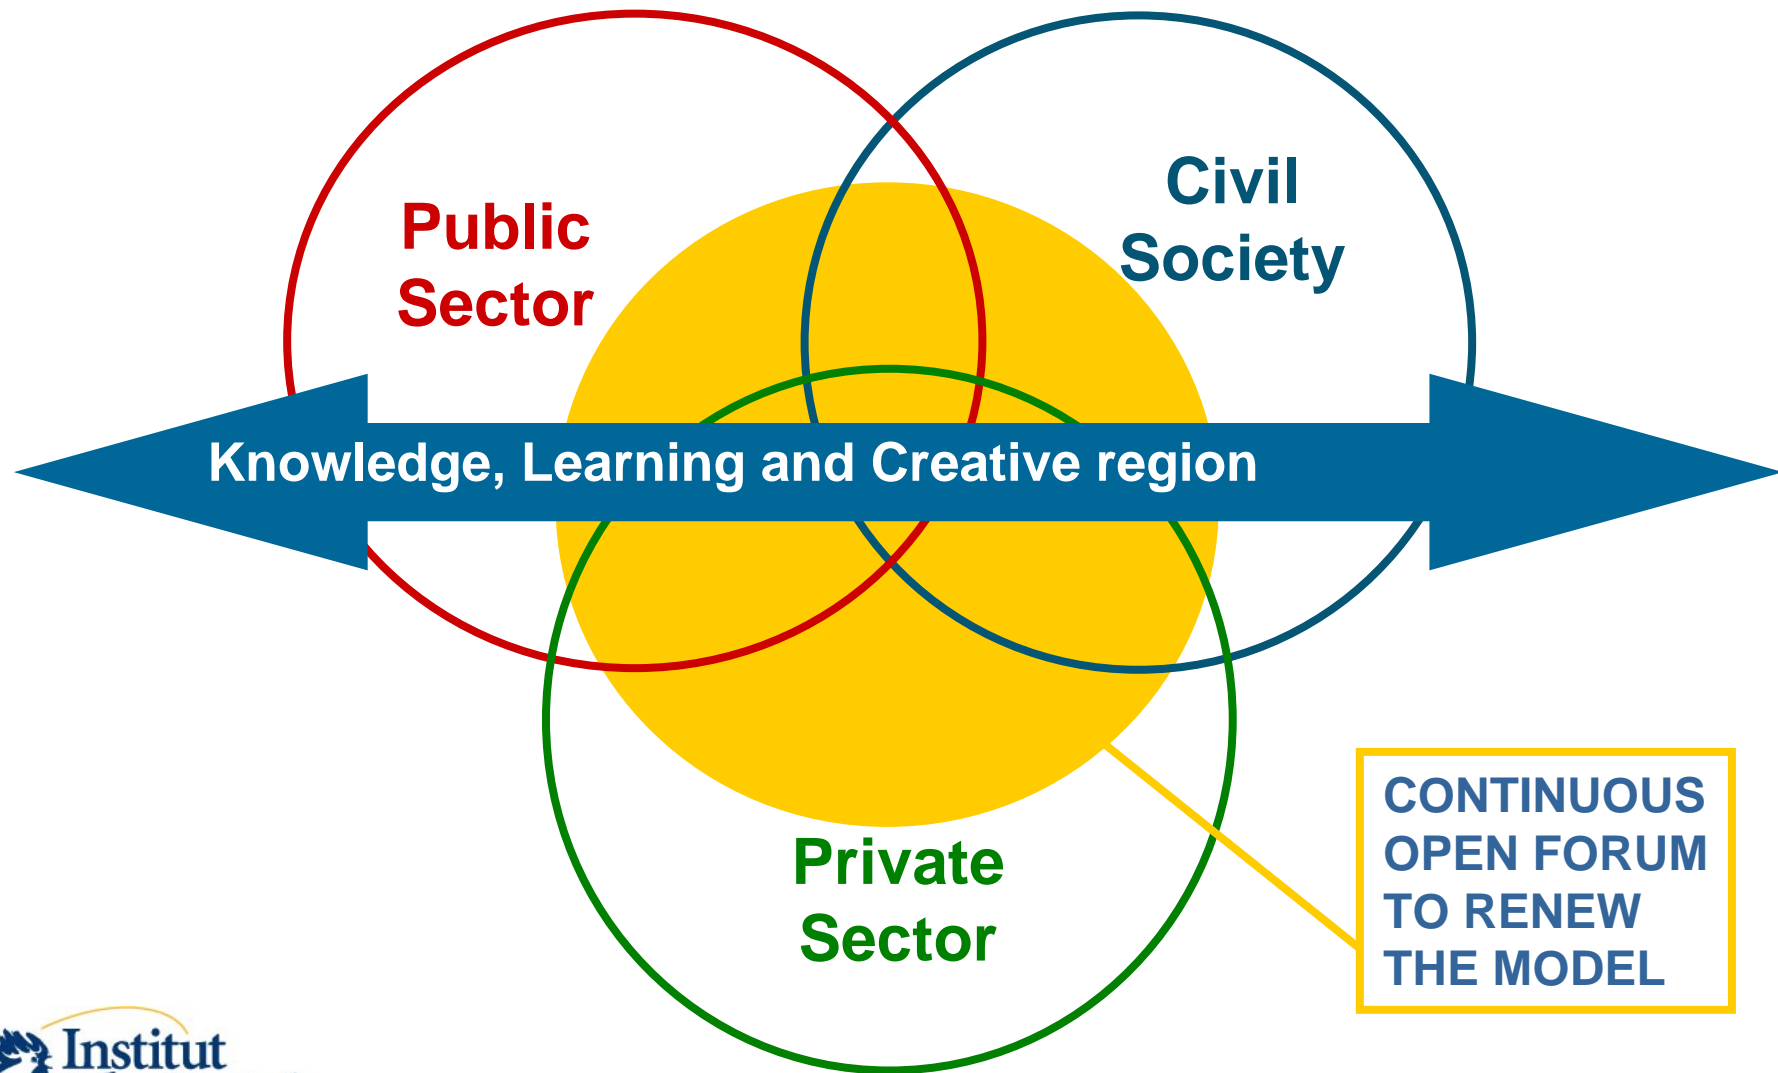 Civil
Society
Public
Sector
Knowledge, Learning and Creative region
Private
Sector
CONTINUOUS
OPEN FORUM
TO RENEW
THE MODEL
Institut